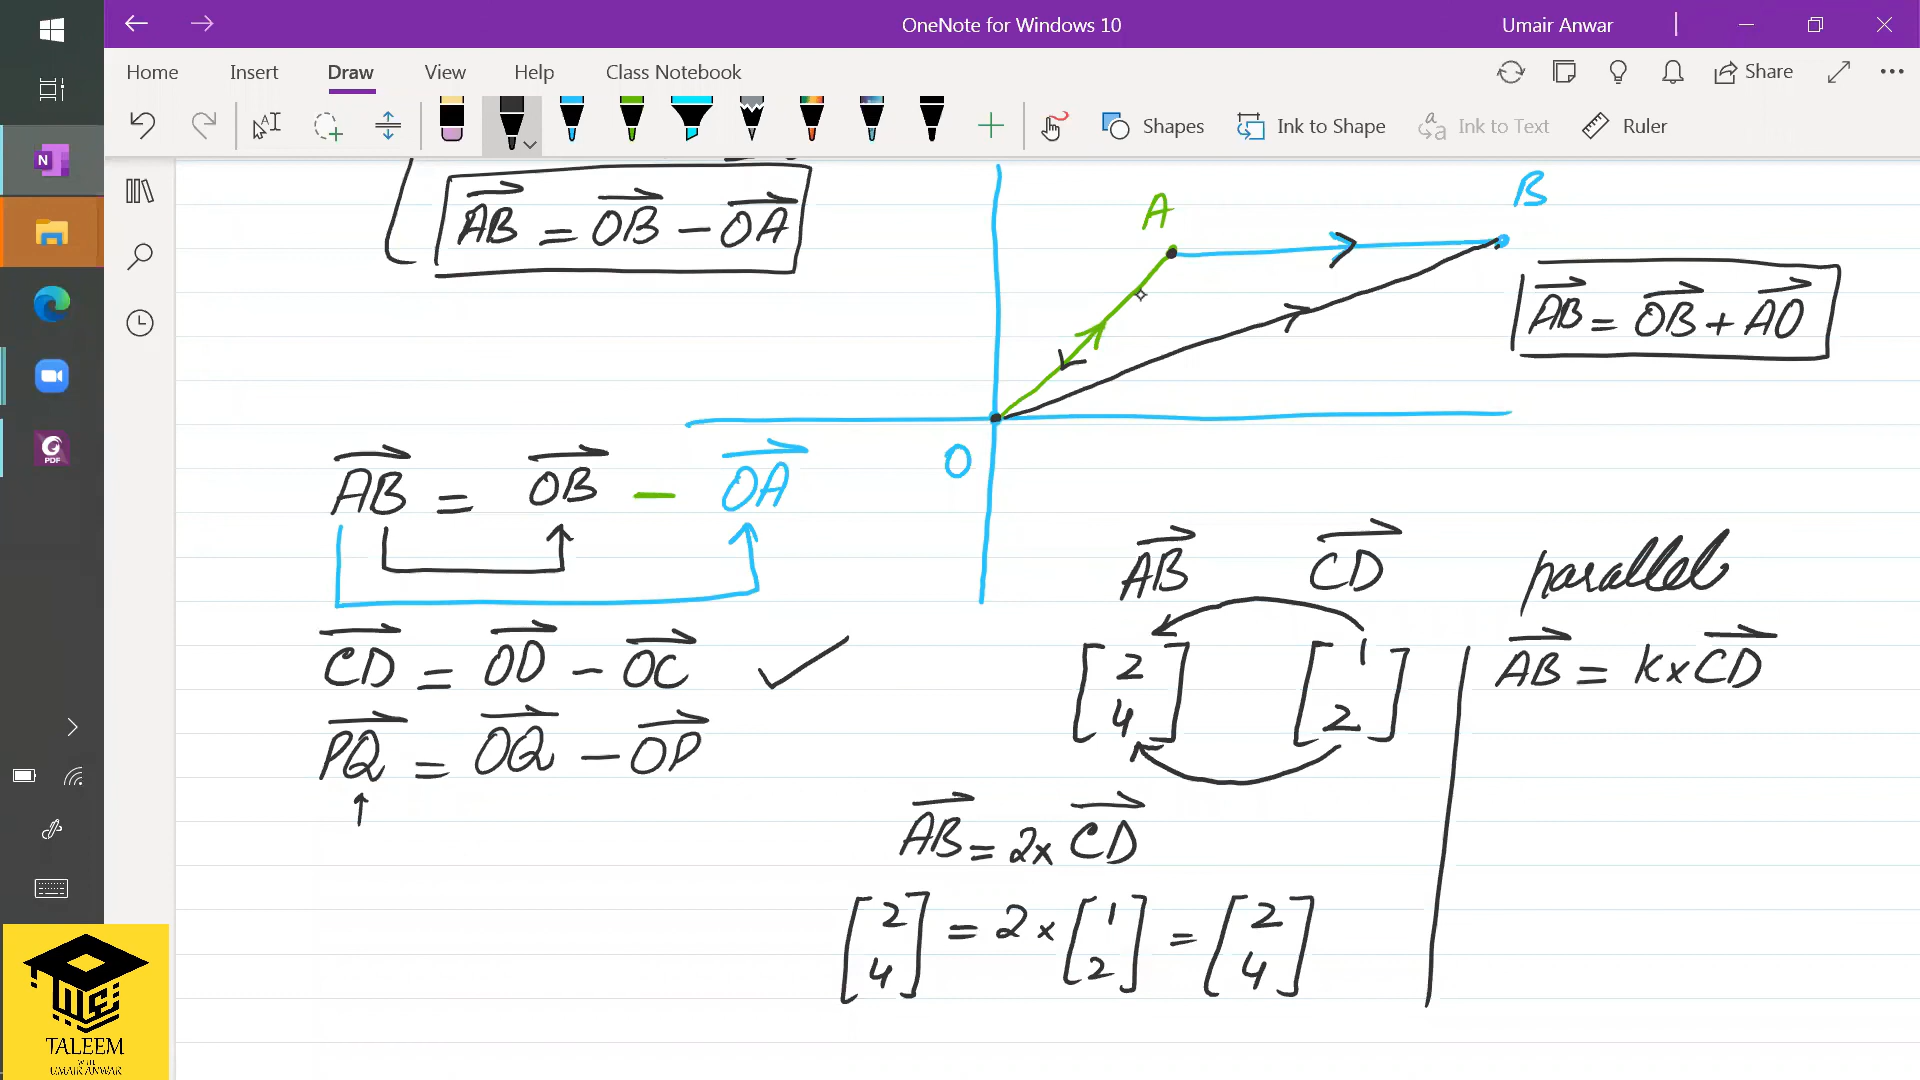 OneNote for Windows 10
Umair Anwar
Home Insert Draw View Help Class Notebook
Share
Shapes Ink to Shape Ink to Text Ruler
AB = OB - OA
A
B
AB = OB + AO
O
AB = OB - OA
CD = OD - OC ✓
PQ = OQ - OP
AB CD parallel
[2 4] [1 2]
AB = k×CD
AB = 2× CD
[2 4] = 2 × [1 2] = [2 4]
PDF
TALEEM
WITH
UMAIR ANWAR